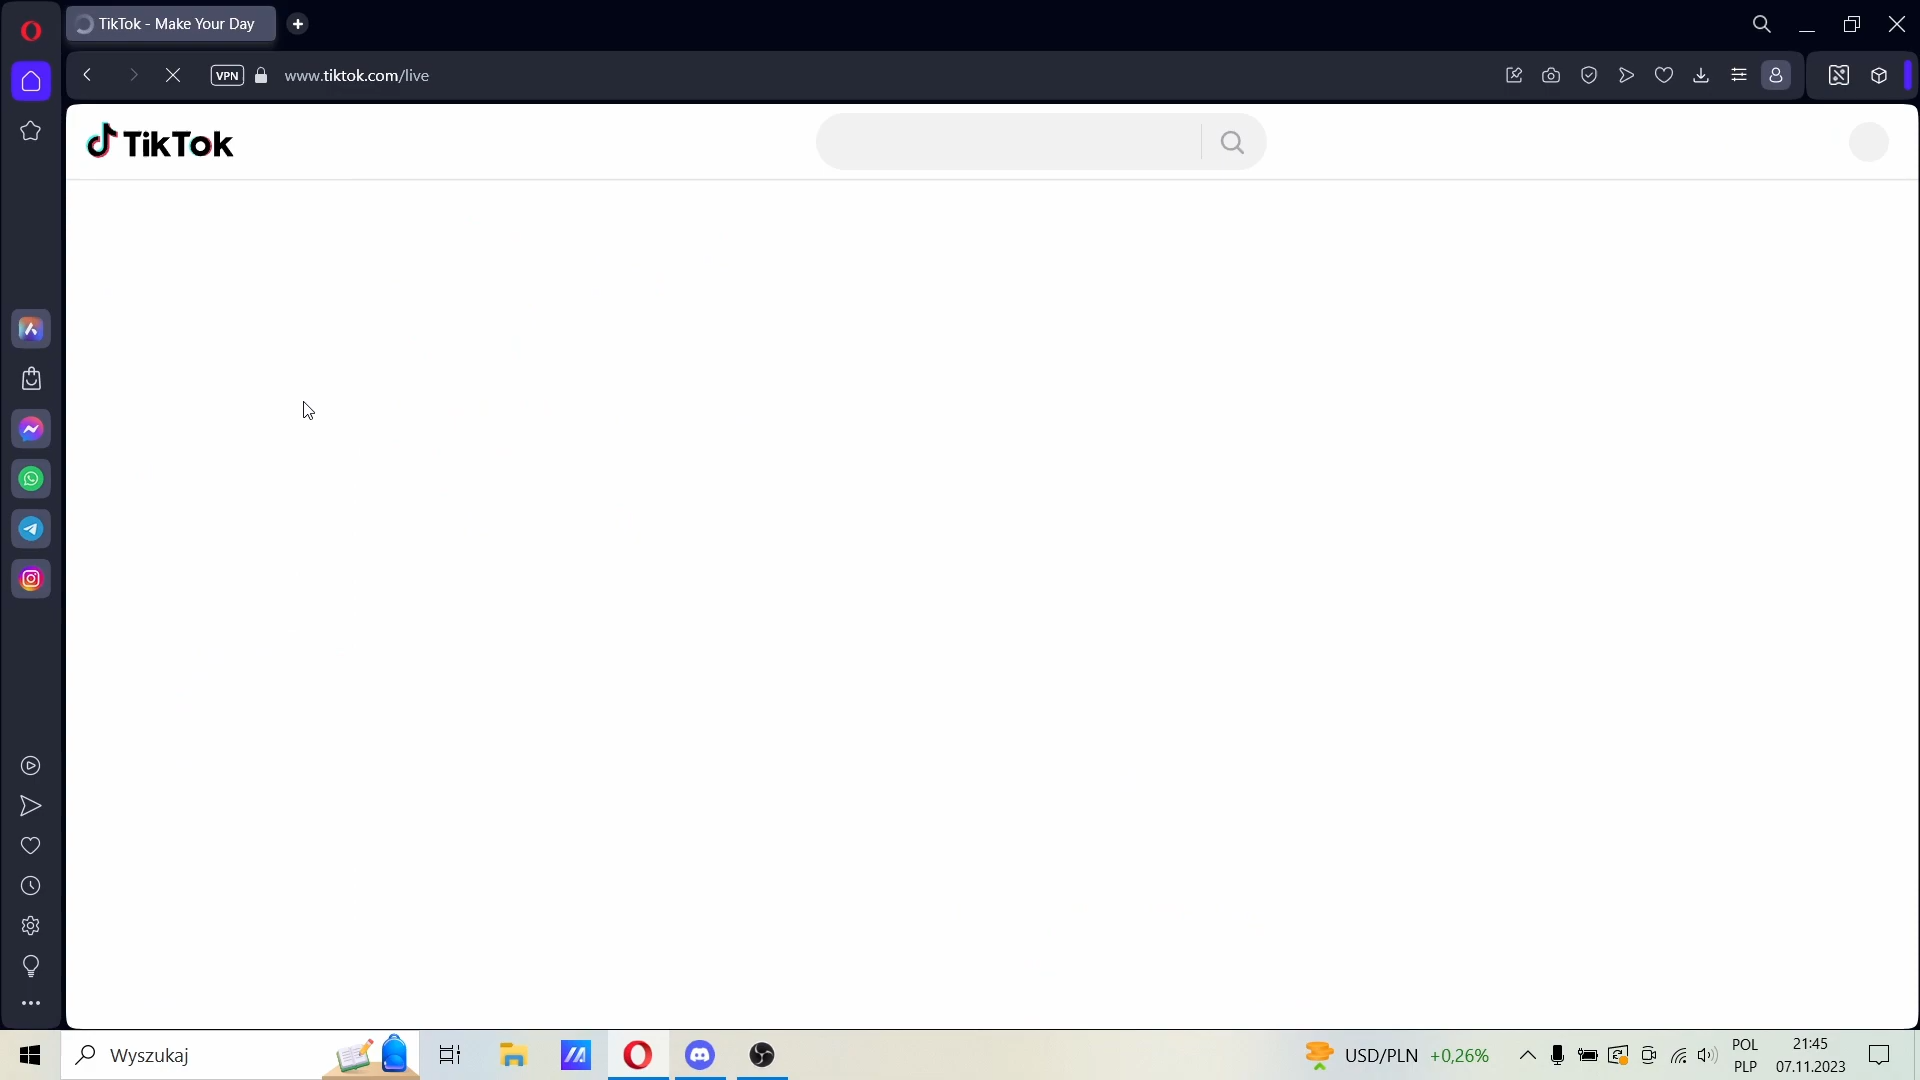 TikTok - Make Your Day
VPN
www.tiktok.com/live
TikTok
Wyszukaj
USD/PLN +0,26%
POL
PLP
21:45
07.11.2023